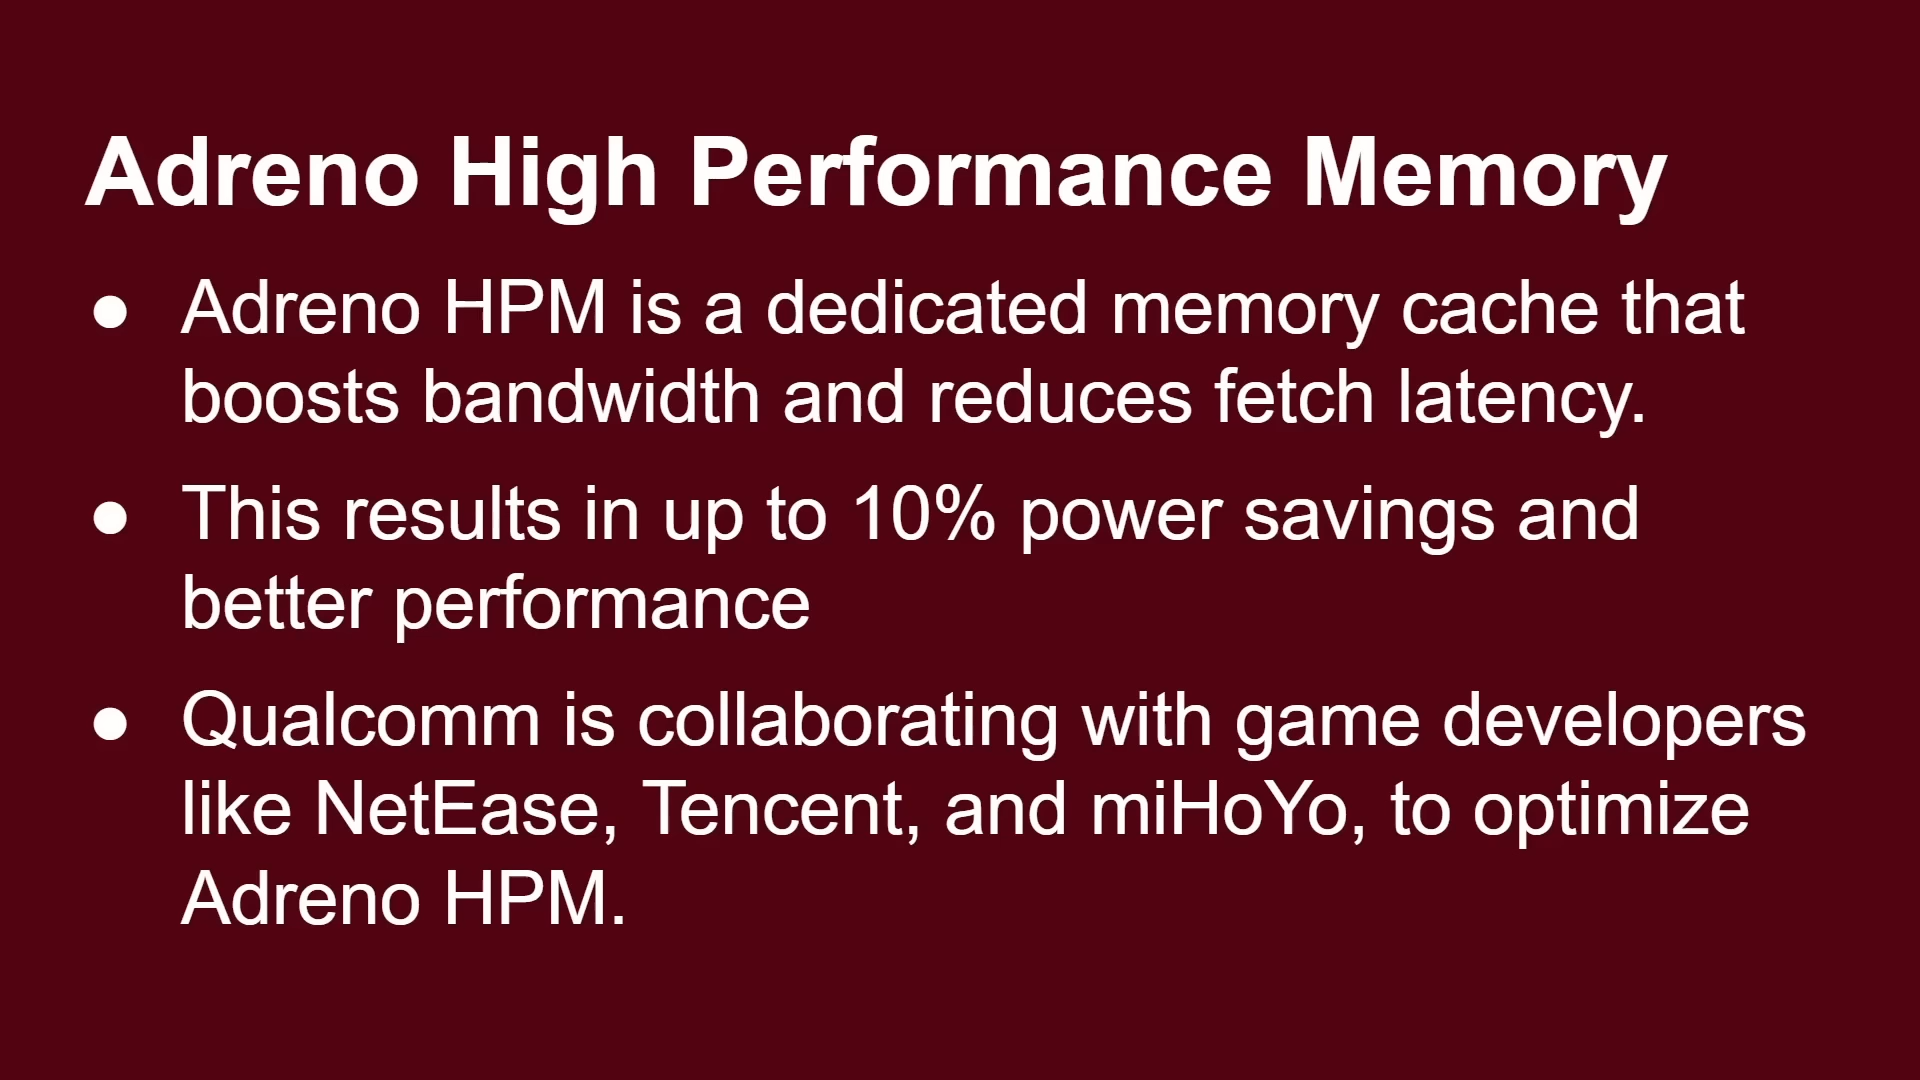 Adreno High Performance Memory
● Adreno HPM is a dedicated memory cache that
boosts bandwidth and reduces fetch latency.
● This results in up to 10% power savings and
better performance
● Qualcomm is collaborating with game developers
like NetEase, Tencent, and miHoYo, to optimize
Adreno HPM.